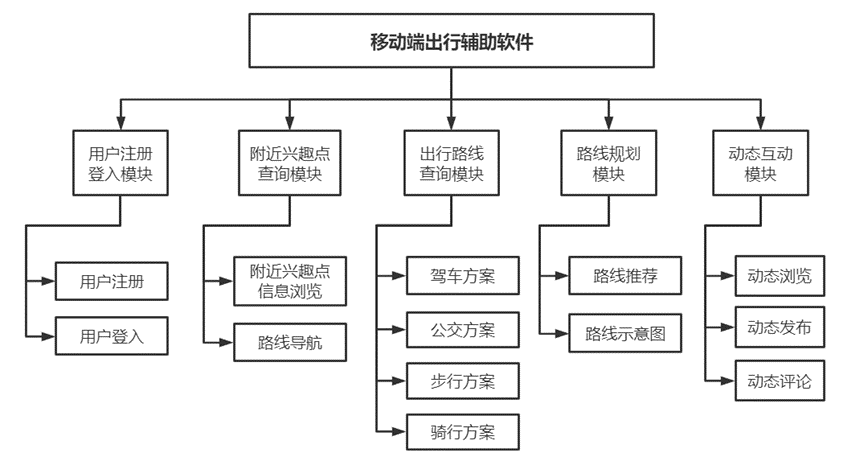 移动端出行辅助软件
用户注册
登入模块
附近兴趣点
查询模块
出行路线
查询模块
路线规划
模块
动态互动
模块
用户注册
用户登入
附近兴趣点
信息浏览
路线导航
驾车方案
公交方案
步行方案
骑行方案
路线推荐
路线示意图
动态浏览
动态发布
动态评论